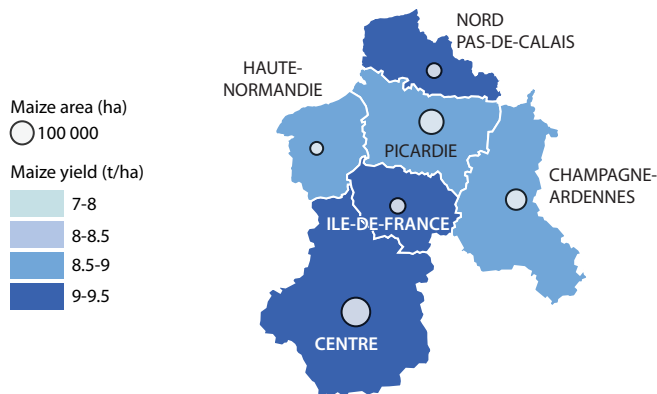 NORD
PAS-DE-CALAIS
HAUTE-
NORMANDIE
Maize area (ha)
100 000
PICARDIE
Maize yield (t/ha)
CHAMPAGNE-
ARDENNES
7-8
ILE-DE-FRANCE
8-8.5
8.5-9
9-9.5
CENTRE